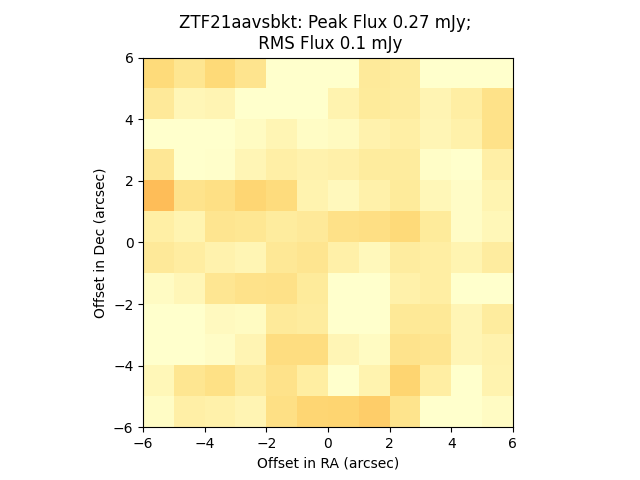 ZTF21aavsbkt: Peak Flux 0.27 mJy;
RMS Flux 0.1 mJy
6
4
2
0
−2
−4
−6
Offset in Dec (arcsec)
−6 −4 −2 0 2 4 6
Offset in RA (arcsec)